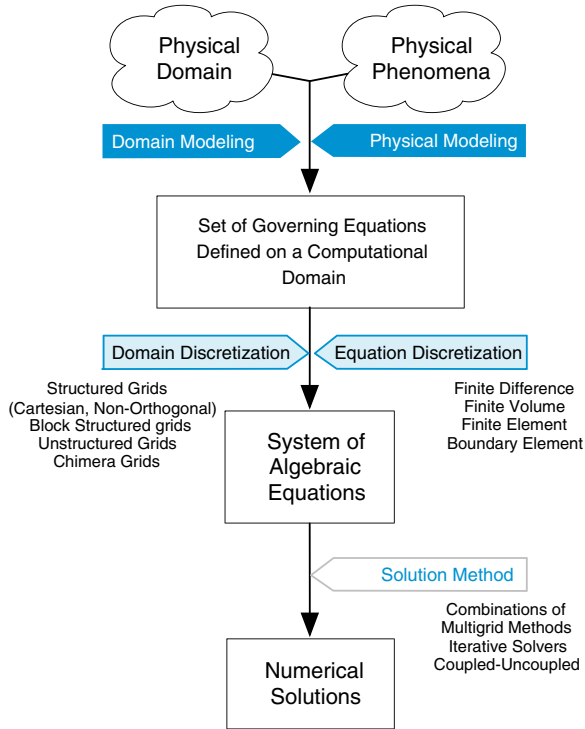 Physical
Domain
Physical
Phenomena
Domain Modeling
Physical Modeling
Set of Governing Equations
Defined on a Computational
Domain
Domain Discretization
Equation Discretization
Structured Grids
(Cartesian, Non-Orthogonal)
Block Structured grids
Unstructured Grids
Chimera Grids
Finite Difference
Finite Volume
Finite Element
Boundary Element
System of
Algebraic
Equations
Solution Method
Combinations of
Multigrid Methods
Iterative Solvers
Coupled-Uncoupled
Numerical
Solutions